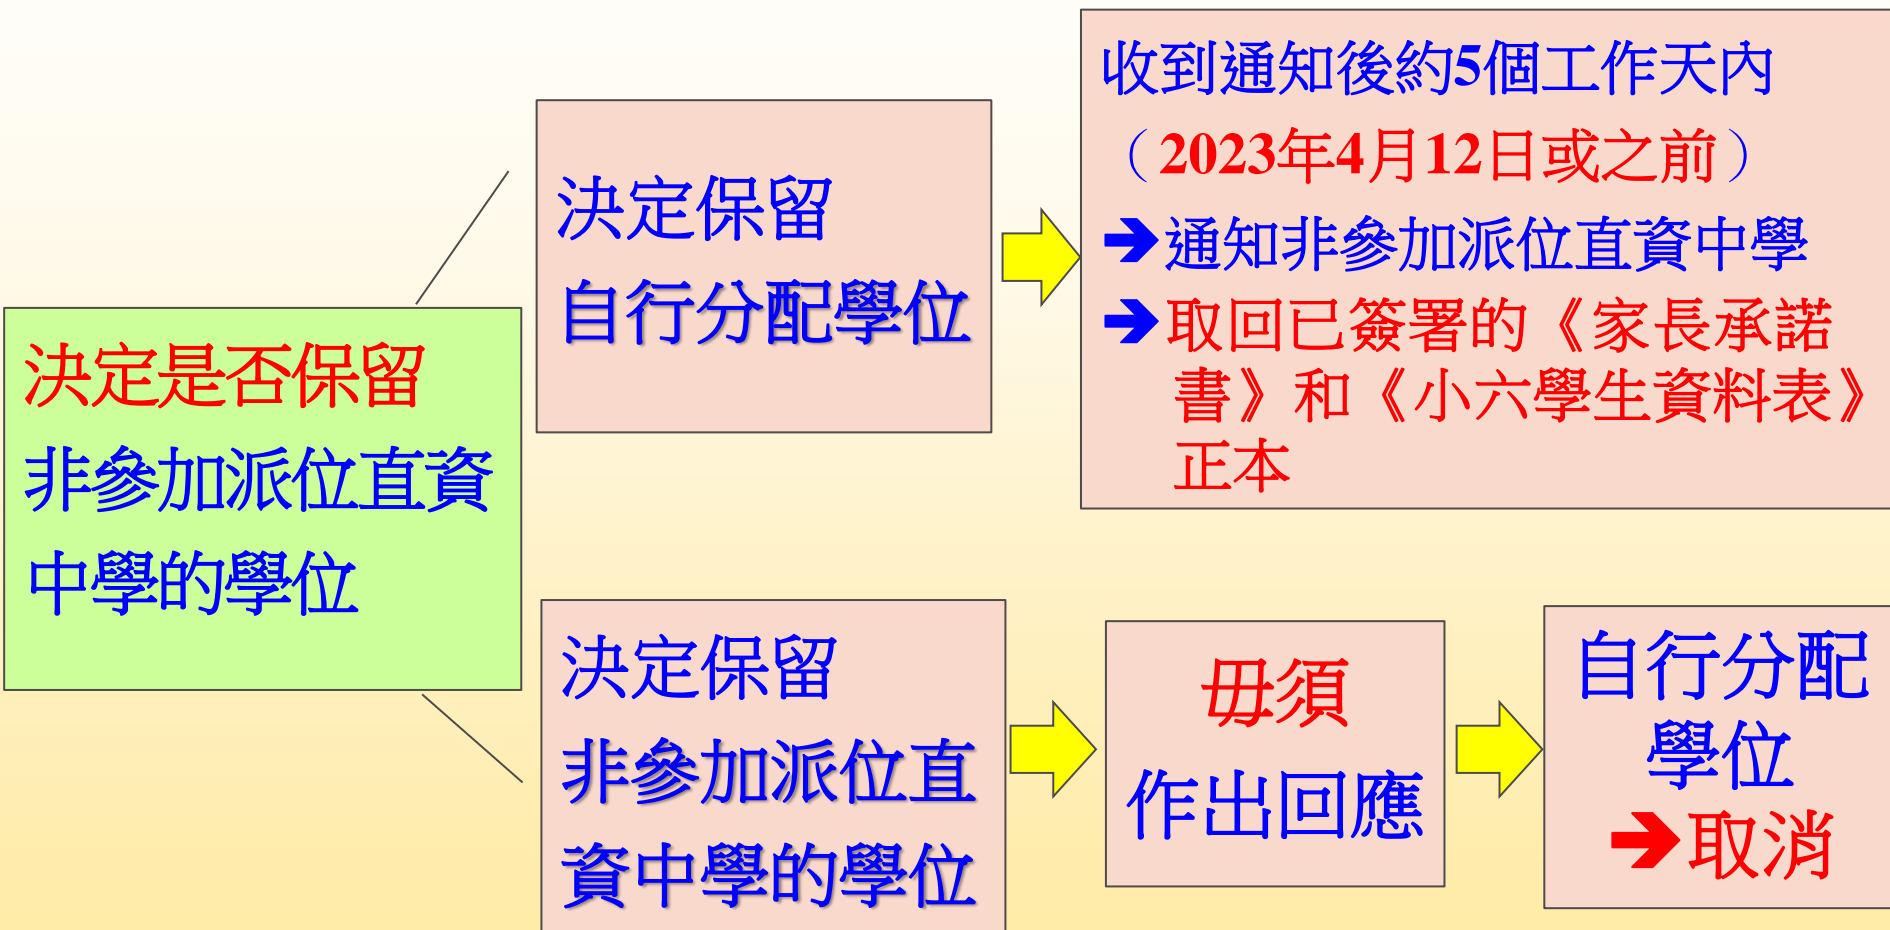 決定是否保留
非參加派位直資
中學的學位
決定保留
自行分配學位
收到通知後約5個工作天內
（2023年4月12日或之前）
➔通知非參加派位直資中學
➔取回已簽署的《家長承諾
書》和《小六學生資料表》
正本
決定保留
非參加派位直
資中學的學位
毋須
作出回應
自行分配
學位
➔取消